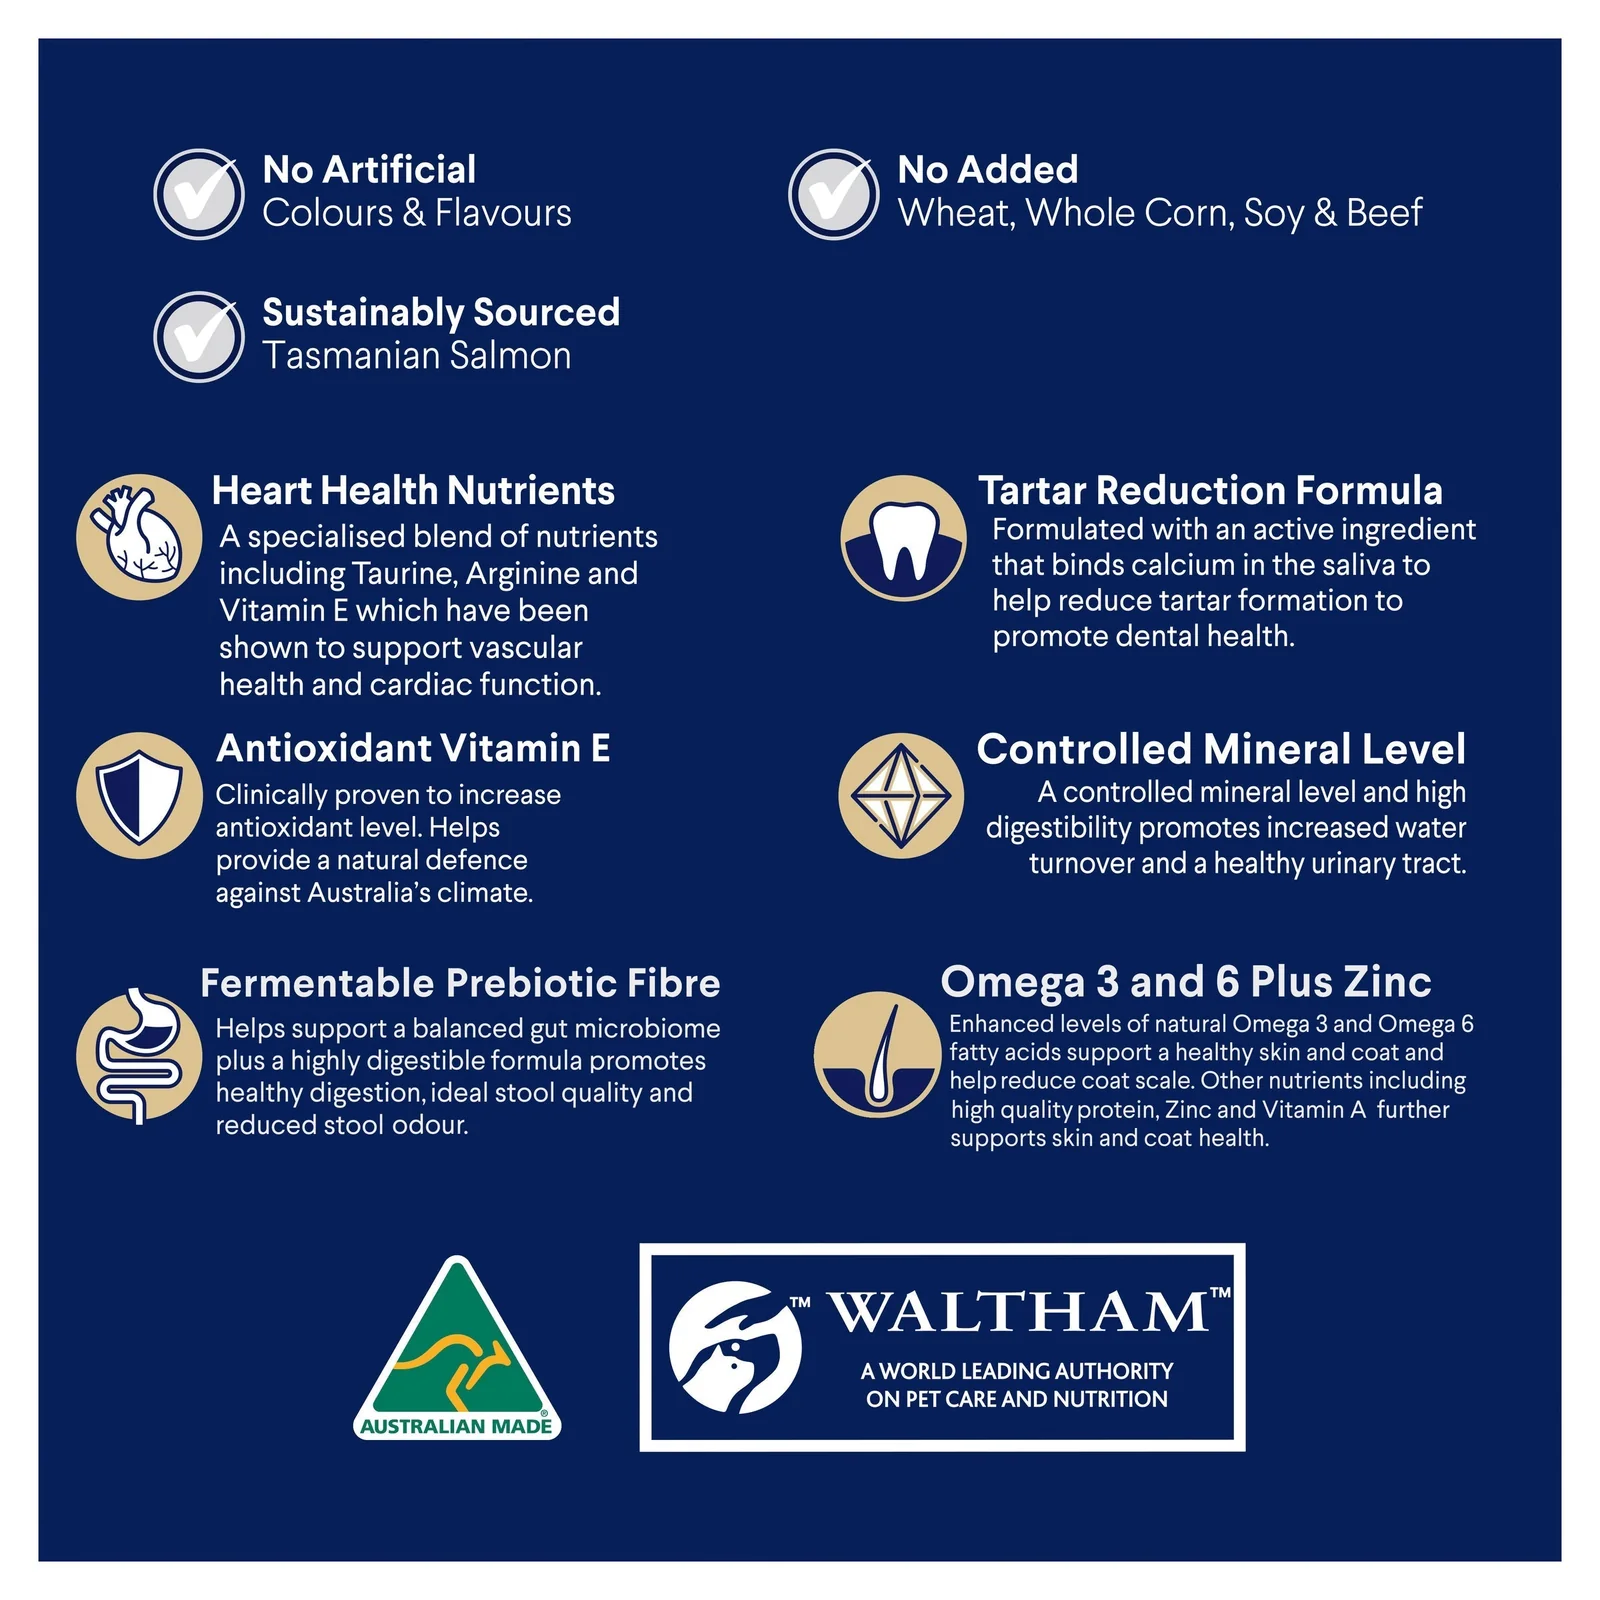 No Artificial
Colours & Flavours
No Added
Wheat, Whole Corn, Soy & Beef
Sustainably Sourced
Tasmanian Salmon
Heart Health Nutrients
A specialised blend of nutrients
including Taurine, Arginine and
Vitamin E which have been
shown to support vascular
health and cardiac function.
Tartar Reduction Formula
Formulated with an active ingredient
that binds calcium in the saliva to
help reduce tartar formation to
promote dental health.
Antioxidant Vitamin E
Clinically proven to increase
antioxidant level. Helps
provide a natural defence
against Australia's climate.
Controlled Mineral Level
A controlled mineral level and high
digestibility promotes increased water
turnover and a healthy urinary tract.
Fermentable Prebiotic Fibre
Helps support a balanced gut microbiome
plus a highly digestible formula promotes
healthy digestion, ideal stool quality and
reduced stool odour.
Omega 3 and 6 Plus Zinc
Enhanced levels of natural Omega 3 and Omega 6
fatty acids support a healthy skin and coat and
help reduce coat scale. Other nutrients including
high quality protein, Zinc and Vitamin A further
supports skin and coat health.
®
AUSTRALIAN MADE
™ WALTHAM™
A WORLD LEADING AUTHORITY
ON PET CARE AND NUTRITION